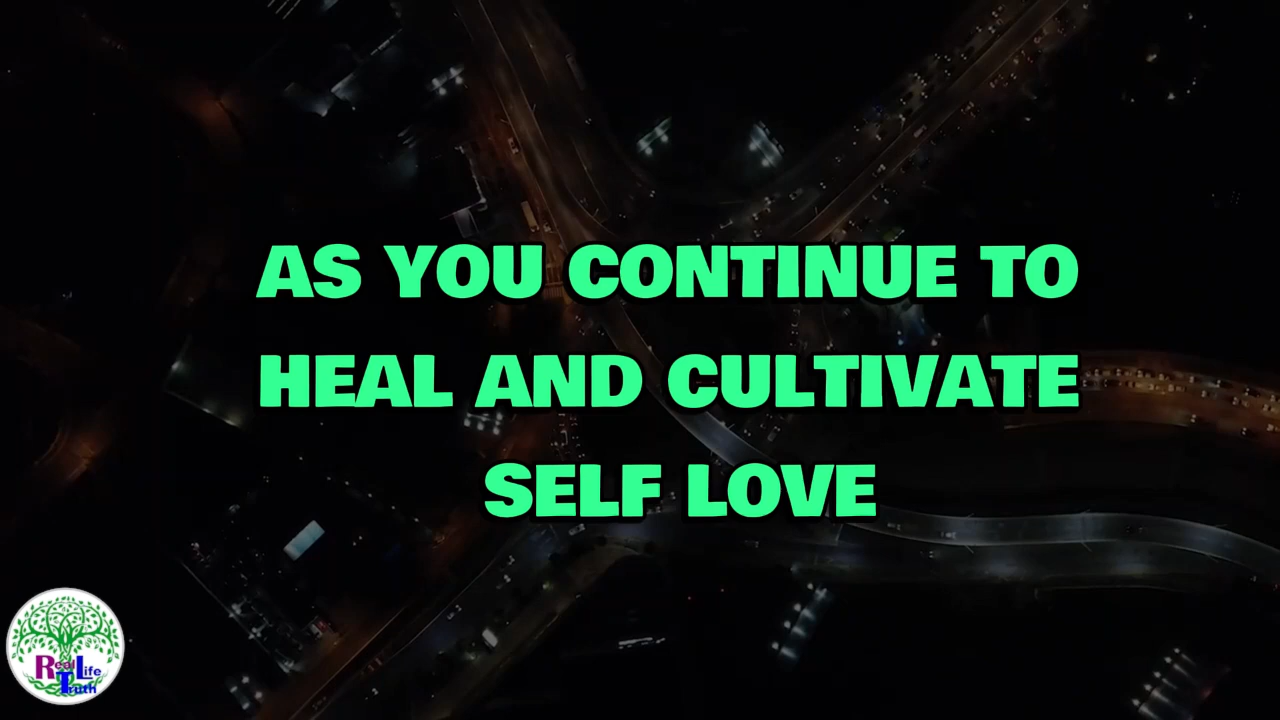 AS YOU CONTINUE TO
HEAL AND CULTIVATE
SELF LOVE
Real Life
Truth